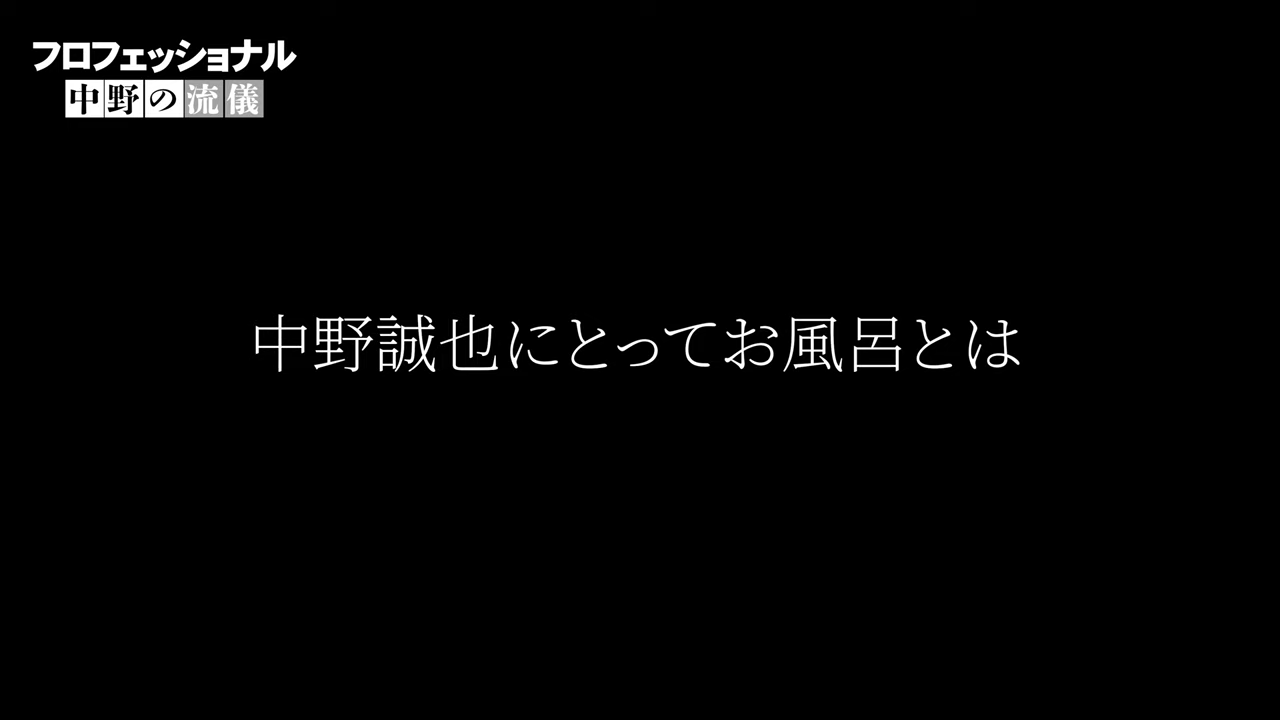 フロフェッショナル
中野の流儀
中野誠也にとってお風呂とは